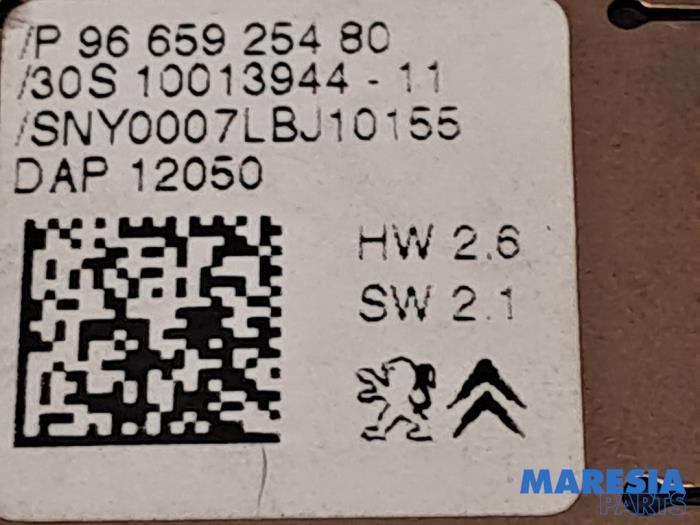 /P 96 659 254 80
/30S 10013944 - 11
/SNY0007LBJ10155
DAP 12050
HW 2.6
SW 2.1
MARESIA
PARTS